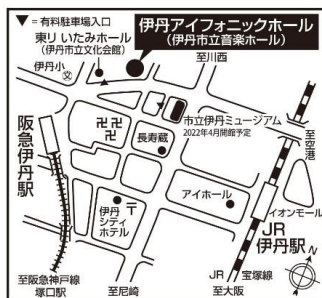 ▼=有料駐車場入口
伊丹アイフォニックホール
(伊丹市立音楽ホール)
東リ いたみホール
(伊丹市立文化会館)
伊丹小
至川西
市立伊丹ミュージアム
2022年4月開館予定
至空港
阪急伊丹駅
長寿蔵
アイホール
イオンモール
伊丹
シティ
ホテル
JR
伊丹駅
至阪急神戸線
塚口駅
至尼崎
JR
至大阪
宝塚線
N